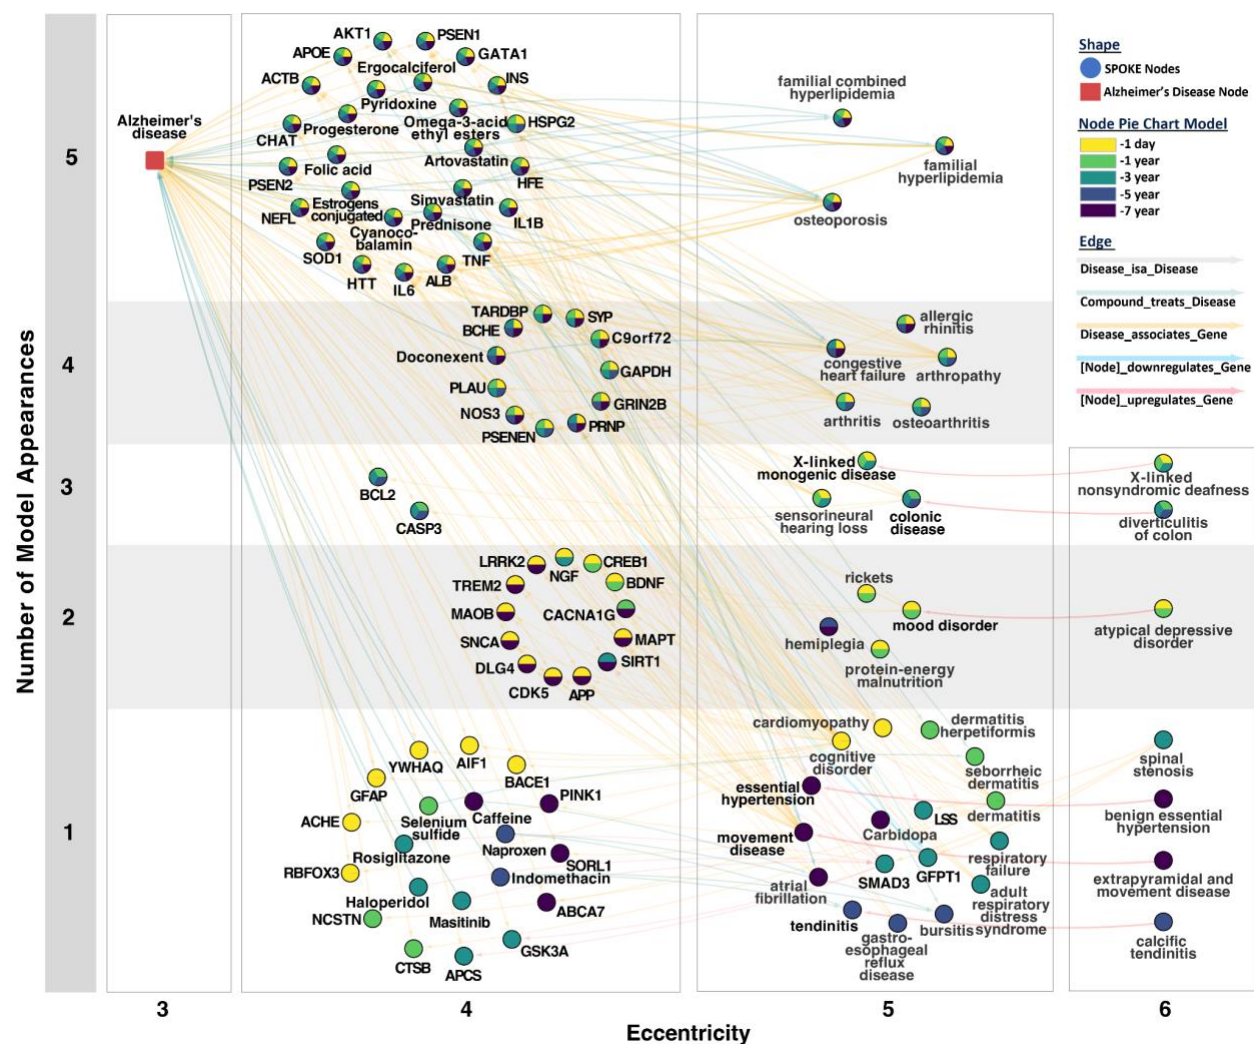 Number of Model Appearances
5
4
3
2
1
Alzheimer's
disease
AKT1
PSEN1
APOE
GATA1
Ergocalciferol
ACTB
INS
Pyridoxine
Omega-3-acid
ethyl esters
HSPG2
CHAT
Progesterone
Artovastatin
Folic acid
HFE
PSEN2
Simvastatin
NEFL
Estrogens
conjugated
Prednisone
IL1B
Cyanoco-
balamin
SOD1
TNF
HTT
IL6
ALB
familial combined
hyperlipidemia
familial
hyperlipidemia
osteoporosis
TARDBP
SYP
BCHE
C9orf72
Doconexent
GAPDH
PLAU
GRIN2B
NOS3
PRNP
PSENEN
allergic
rhinitis
congestive
heart failure
arthropathy
arthritis
osteoarthritis
BCL2
CASP3
X-linked
monogenic disease
sensorineural
hearing loss
colonic
disease
X-linked
nonsyndromic deafness
diverticulitis
of colon
LRRK2
NGF
CREB1
TREM2
BDNF
MAOB
CACNA1G
SNCA
MAPT
DLG4
SIRT1
CDK5
APP
rickets
mood disorder
hemiplegia
protein-energy
malnutrition
atypical depressive
disorder
YWHAQ
AIF1
BACE1
GFAP
PINK1
ACHE
Selenium
sulfide
Caffeine
Rosiglitazone
Naproxen
SORL1
RBFOX3
Indomethacin
Haloperidol
NCSTN
Masitinib
ABCA7
CTSB
APCS
GSK3A
cardiomyopathy
dermatitis
herpetiformis
cognitive
disorder
seborrheic
dermatitis
essential
hypertension
LSS
dermatitis
movement
disease
Carbidopa
respiratory
failure
SMAD3
GFPT1
atrial
fibrillation
adult
respiratory
distress
syndrome
tendinitis
gastro-
esophageal
reflux
disease
bursitis
spinal
stenosis
benign essential
hypertension
extrapyramidal and
movement disease
calcific
tendinitis
3
4
5
6
Eccentricity
Shape
SPOKE Nodes
Alzheimer's Disease Node
Node Pie Chart Model
-1 day
-1 year
-3 year
-5 year
-7 year
Edge
Disease_isa_Disease
Compound_treats_Disease
Disease_associates_Gene
[Node]_downregulates_Gene
[Node]_upregulates_Gene